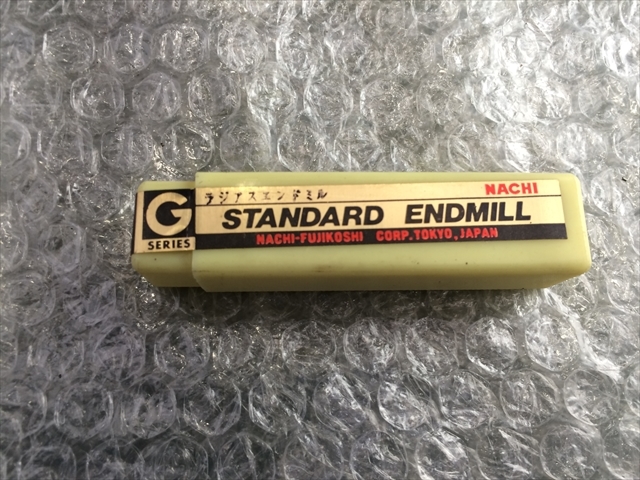 G
SERIES
ラジアスエンドミル
NACHI
STANDARD ENDMILL
NACHI-FUJIKOSHI CORP.TOKYO,JAPAN